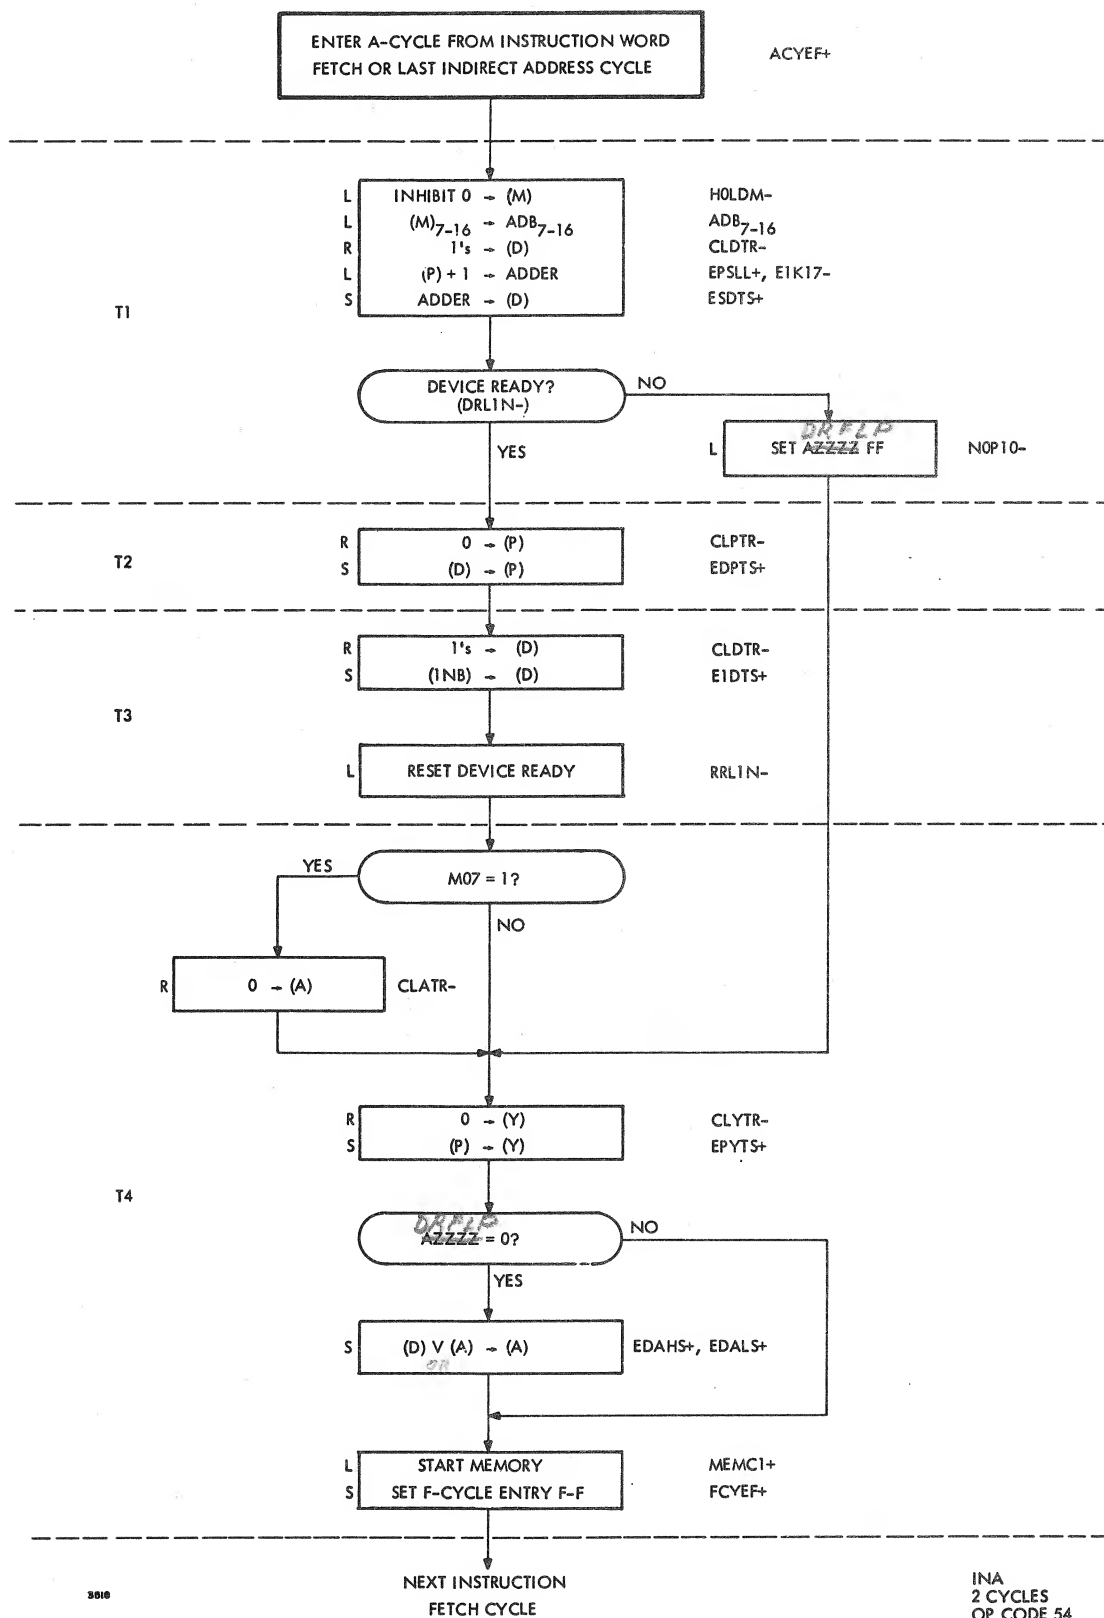 ENTER A-CYCLE FROM INSTRUCTION WORD
FETCH OR LAST INDIRECT ADDRESS CYCLE
ACYEF+
T1
L INHIBIT 0 → (M) H0LDM-
L (M)7-16 → ADB7-16 ADB7-16
R 1's → (D) CLDTR-
L (P) + 1 → ADDER EPSLL+, E1K17-
S ADDER → (D) ESDTS+
DEVICE READY?
(DRL1N-)
NO
YES
DRFLP
L SET AZZZZ FF N0P10-
T2
R 0 → (P) CLPTR-
S (D) → (P) EDPTS+
T3
R 1's → (D) CLDTR-
S (1NB) → (D) E1DTS+
L RESET DEVICE READY RRL1N-
T4
M07 = 1?
YES
NO
R 0 → (A) CLATR-
R 0 → (Y) CLYTR-
S (P) → (Y) EPYTS+
DRFLP
AZZZZ = 0?
NO
YES
S (D) V (A) → (A) EDAHS+, EDALS+
OR
L START MEMORY MEMC1+
S SET F-CYCLE ENTRY F-F FCYEF+
NEXT INSTRUCTION
FETCH CYCLE
3616
INA
2 CYCLES
OP CODE 54